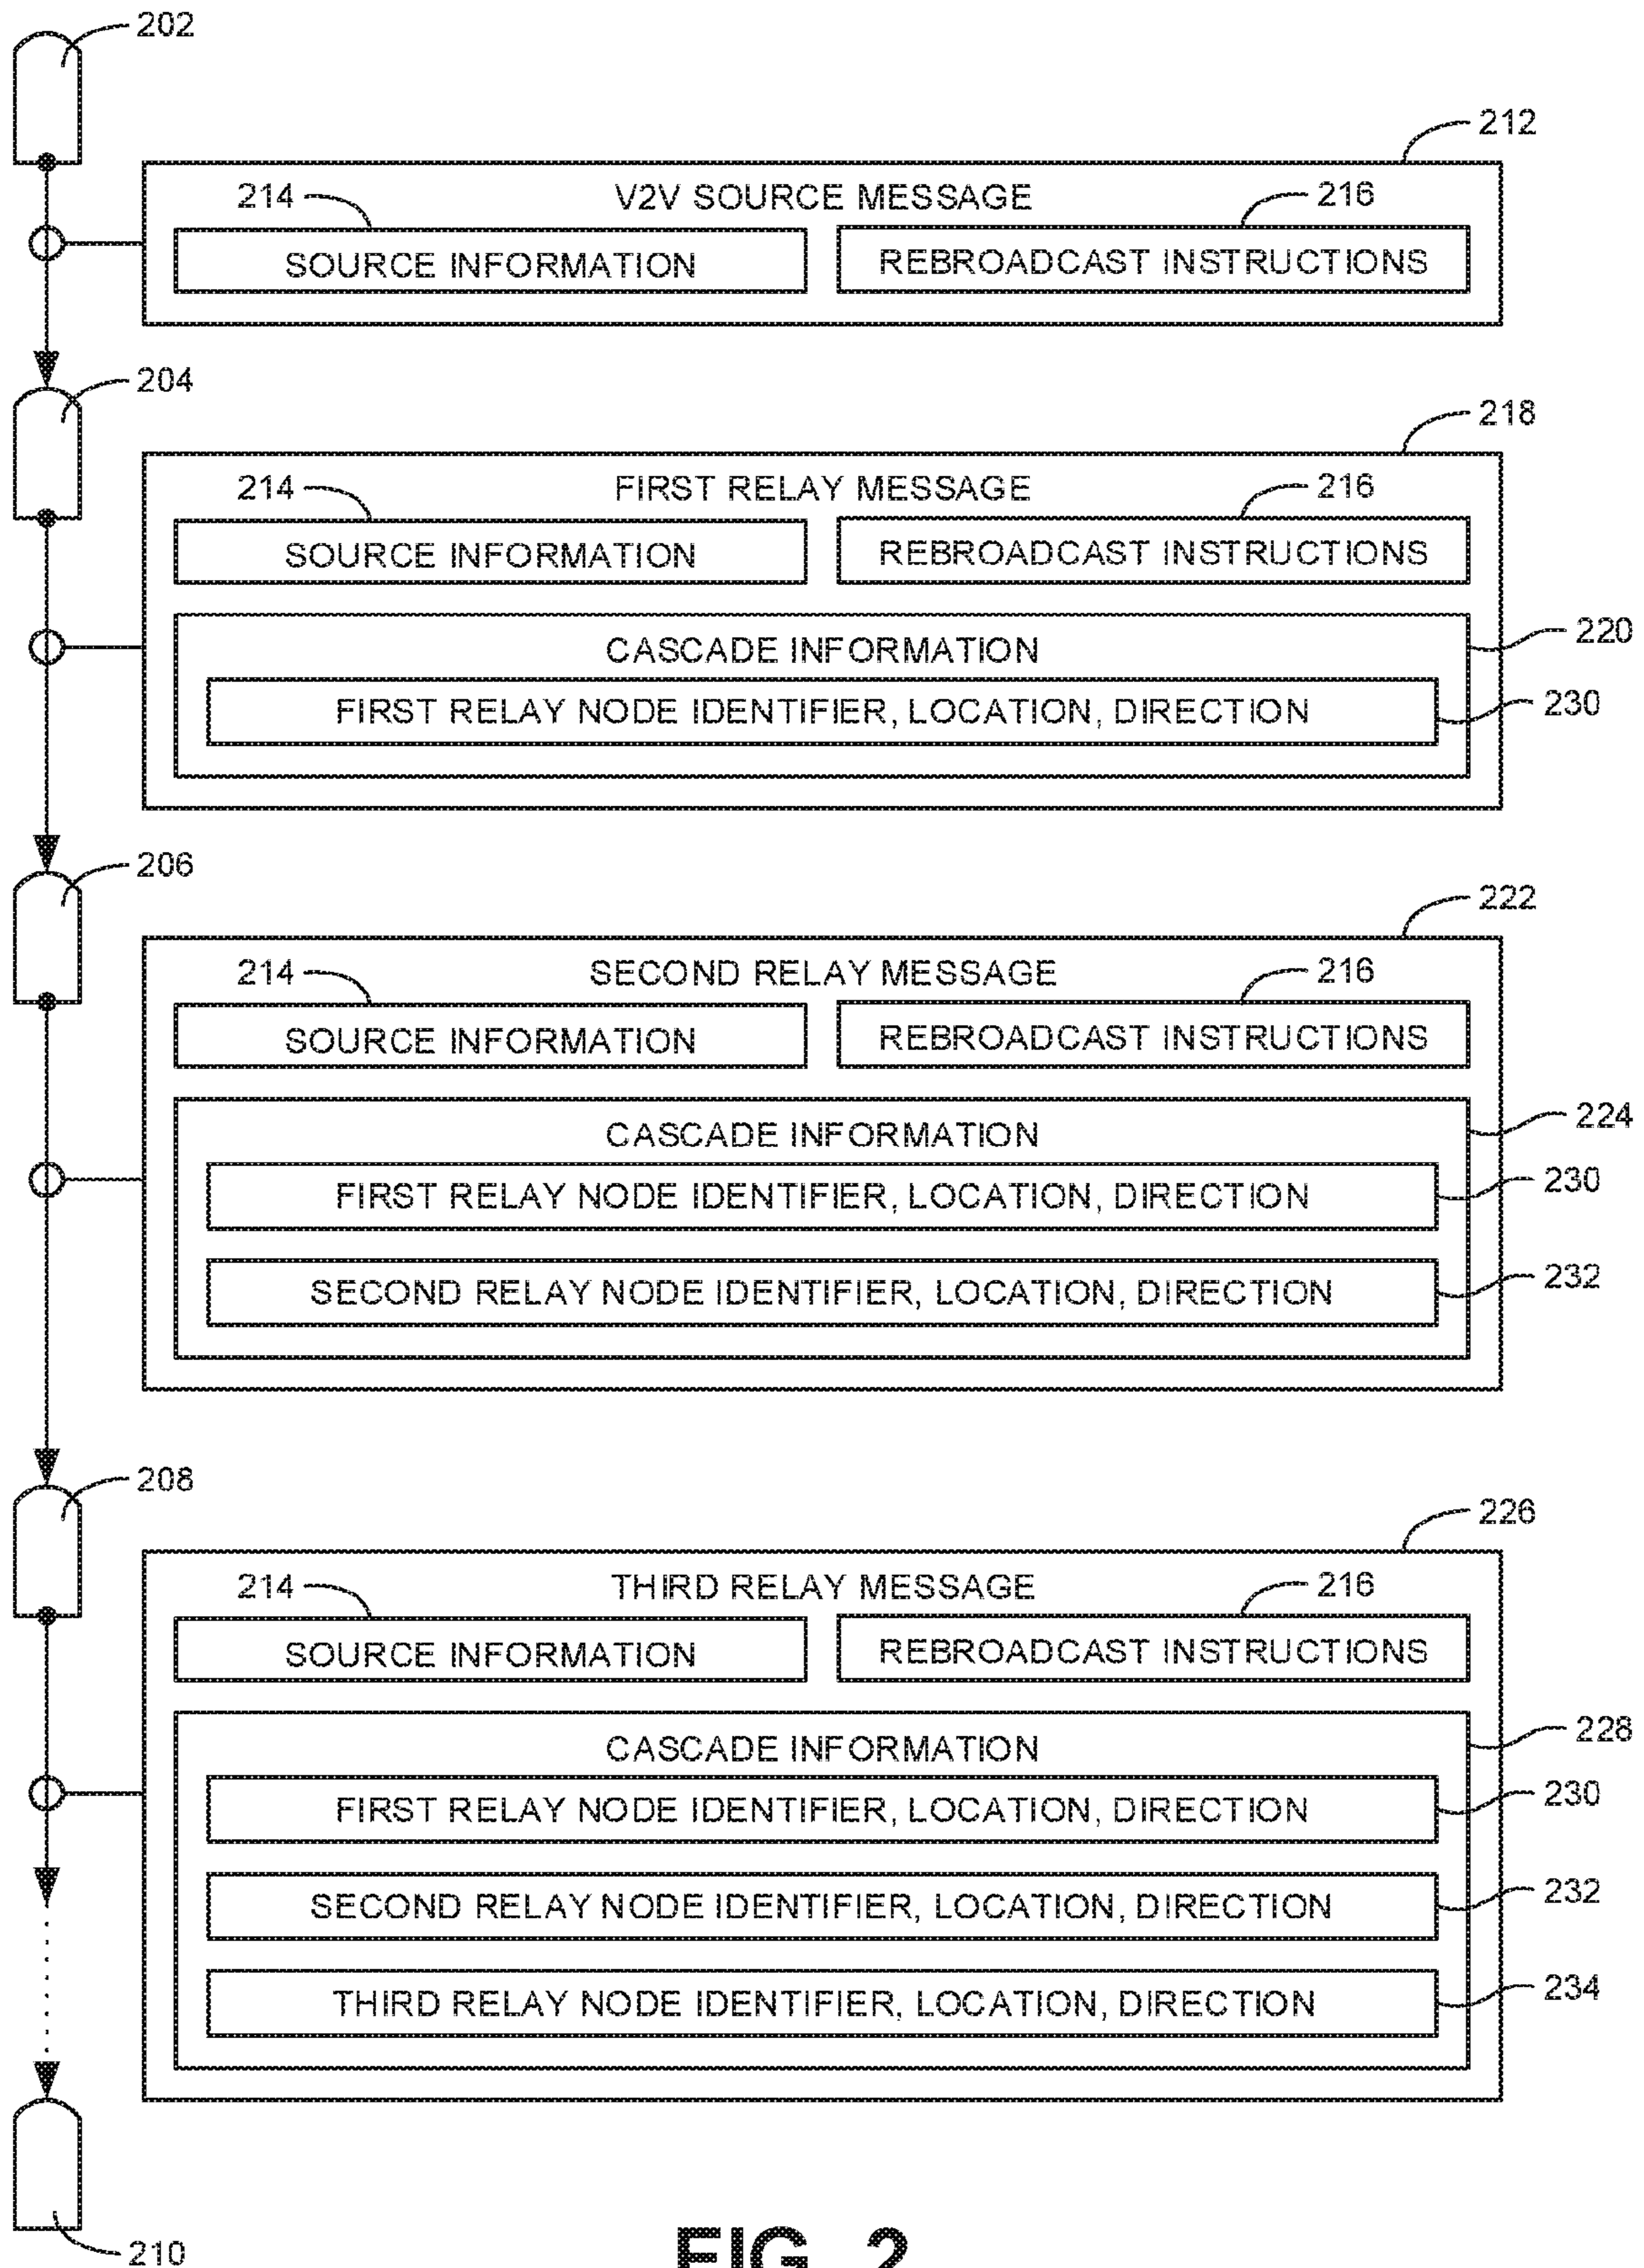 202
212
214 V2V SOURCE MESSAGE 216
SOURCE INFORMATION REBROADCAST INSTRUCTIONS
204
218
214 FIRST RELAY MESSAGE 216
SOURCE INFORMATION REBROADCAST INSTRUCTIONS
CASCADE INFORMATION 220
FIRST RELAY NODE IDENTIFIER, LOCATION, DIRECTION 230
206
222
214 SECOND RELAY MESSAGE 216
SOURCE INFORMATION REBROADCAST INSTRUCTIONS
CASCADE INFORMATION 224
FIRST RELAY NODE IDENTIFIER, LOCATION, DIRECTION 230
SECOND RELAY NODE IDENTIFIER, LOCATION, DIRECTION 232
208
226
214 THIRD RELAY MESSAGE 216
SOURCE INFORMATION REBROADCAST INSTRUCTIONS
CASCADE INFORMATION 228
FIRST RELAY NODE IDENTIFIER, LOCATION, DIRECTION 230
SECOND RELAY NODE IDENTIFIER, LOCATION, DIRECTION 232
THIRD RELAY NODE IDENTIFIER, LOCATION, DIRECTION 234
210
FIG. 2